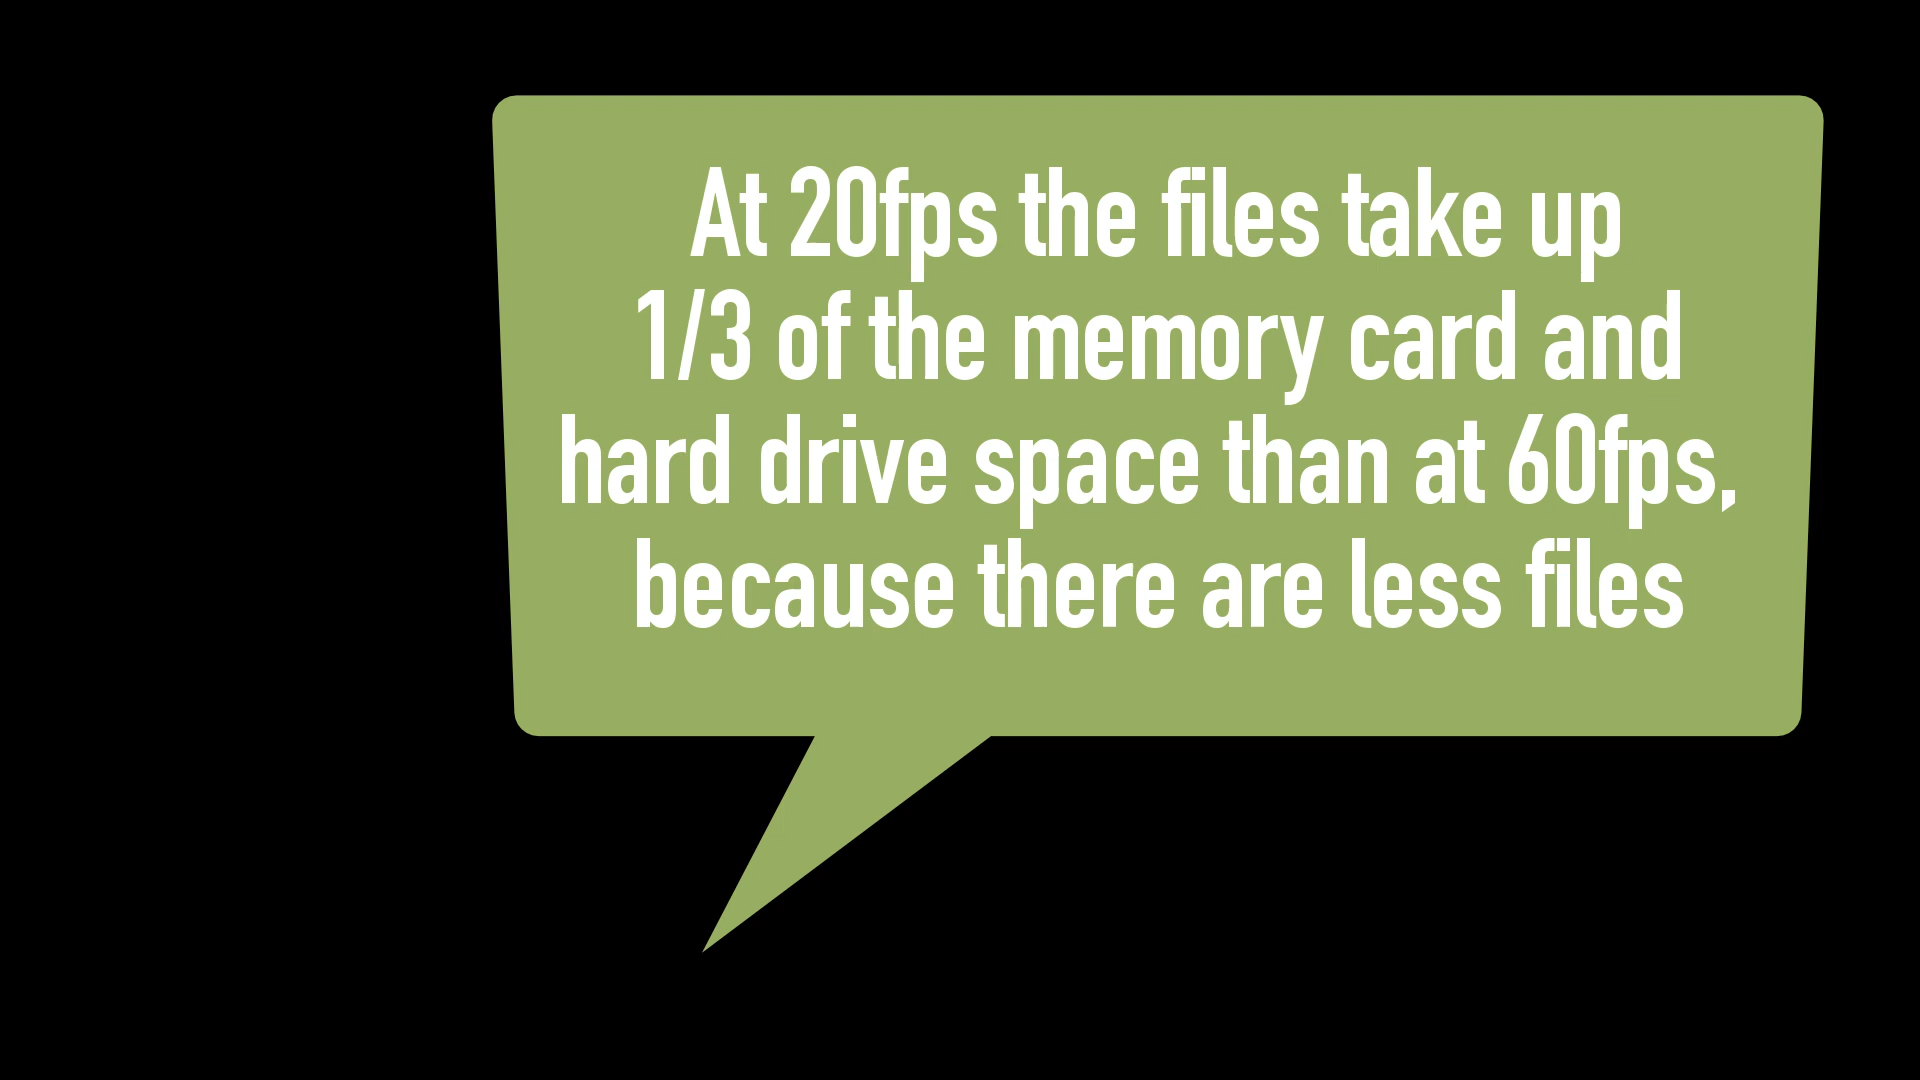 At 20fps the files take up
1/3 of the memory card and
hard drive space than at 60fps,
because there are less files